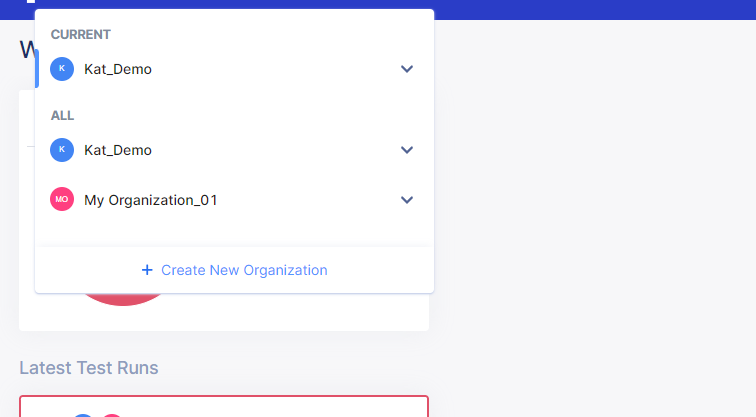 CURRENT
K Kat_Demo
ALL
K Kat_Demo
MO My Organization_01
+ Create New Organization
Latest Test Runs